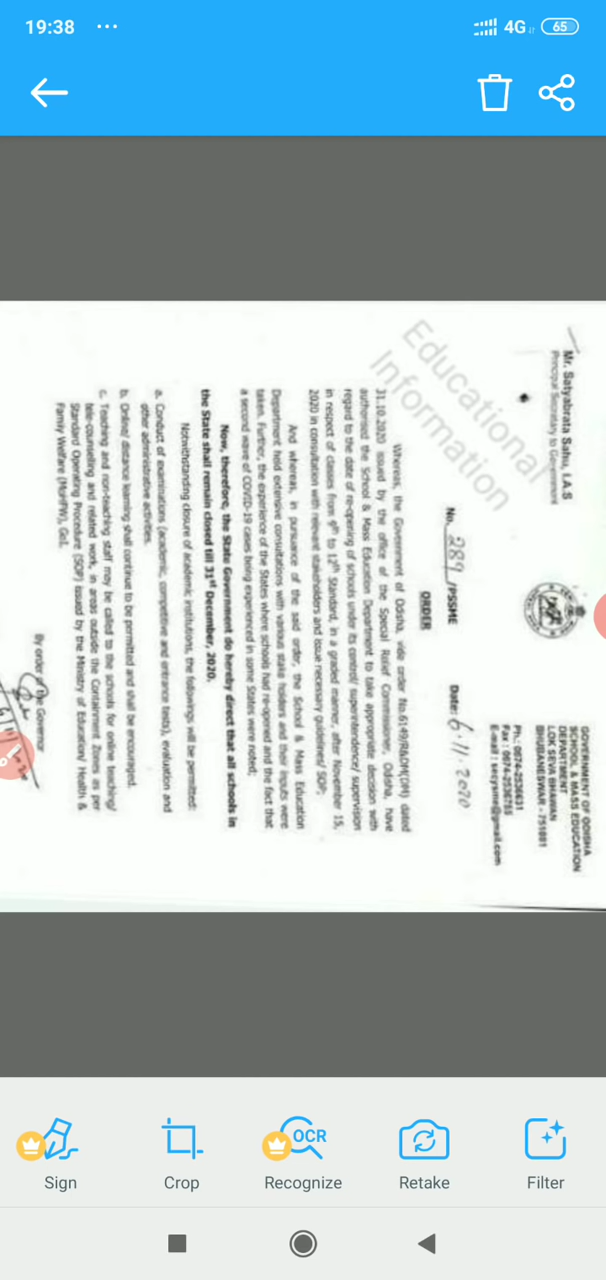 19:38 ...
4G 65
Mr. Satyabrata Sahu, I.A.S
Principal Secretary to Government
GOVERNMENT OF ODISHA
SCHOOL & MASS EDUCATION
DEPARTMENT
LOK SEVA BHAWAN
BHUBANESWAR - 751001
Ph.: 0674-2536631
Fax : 0674-2536755
Email : secysme@gmail.com
No. 289 /PSSME Date: 6.11.2020
Educational
Information
ORDER
Whereas, the Government of Odisha, vide order No.6149/R&DM(DM) dated
31.10.2020 issued by the office of the Special Relief Commissioner, Odisha, have
authorised the School & Mass Education Department to take appropriate decision with
regard to the date of re-opening of schools under its control/ superintendence/ supervision
in respect of classes from 9th to 12th Standard, in a graded manner, after November 15,
2020 in consultation with relevant stakeholders and issue necessary guidelines/ SOP;
And whereas, in pursuance of the said order, the School & Mass Education
Department held extensive consultations with various stake holders and their inputs were
taken. Further, the experience of the States where schools had re-opened and the fact that
a second wave of COVID-19 cases being experienced in some States were noted;
Now, therefore, the State Government do hereby direct that all schools in
the State shall remain closed till 31st December, 2020.
Notwithstanding closure of academic institutions, the followings will be permitted:
a. Conduct of examinations (academic, competitive and entrance tests), evaluation and
other administrative activities.
b. Online/ distance learning shall continue to be permitted and shall be encouraged.
c. Teaching and non-teaching staff may be called to the schools for online teaching/
tele-counselling and related work, in areas outside the Containment Zones as per
Standard Operating Procedure (SOP) issued by the Ministry of Education/ Health &
Family Welfare (MoHFW), GoI.
By order of the Governor
Sign
Crop
OCR
Recognize
Retake
Filter